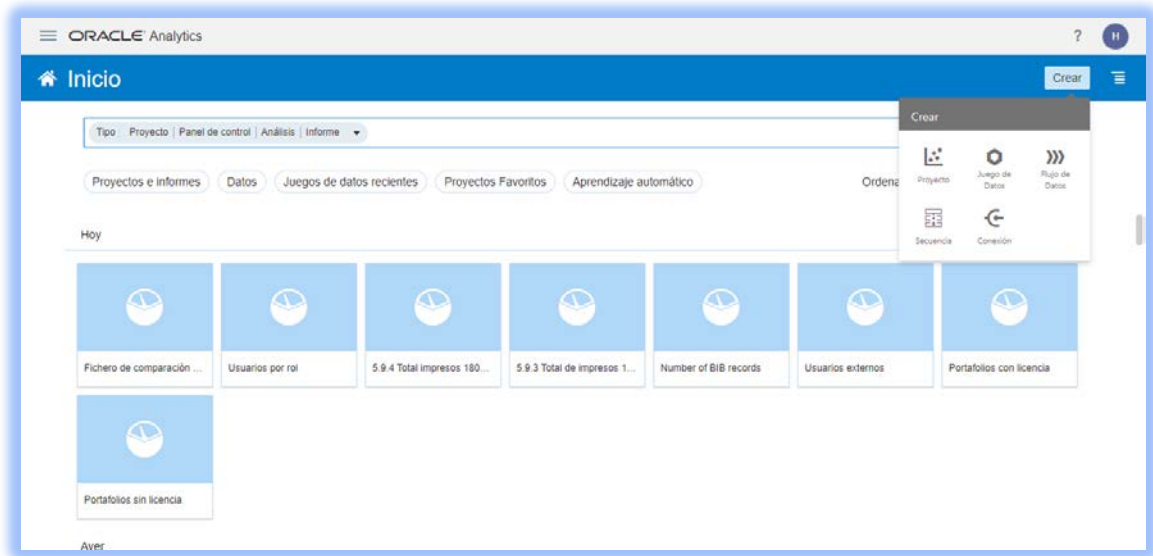 ORACLE Analytics
?
H
Inicio
Crear
Tipo Proyecto | Panel de control | Análisis | Informe
Crear
Proyecto
Juego de Datos
Flujo de Datos
Secuencia
Conexión
Proyectos e informes
Datos
Juegos de datos recientes
Proyectos Favoritos
Aprendizaje automático
Ordena
Hoy
Fichero de comparación ...
Usuarios por rol
5.9.4 Total impresos 180...
5.9.3 Total de impresos 1...
Number of BIB records
Usuarios externos
Portafolios con licencia
Portafolios sin licencia
Ayer